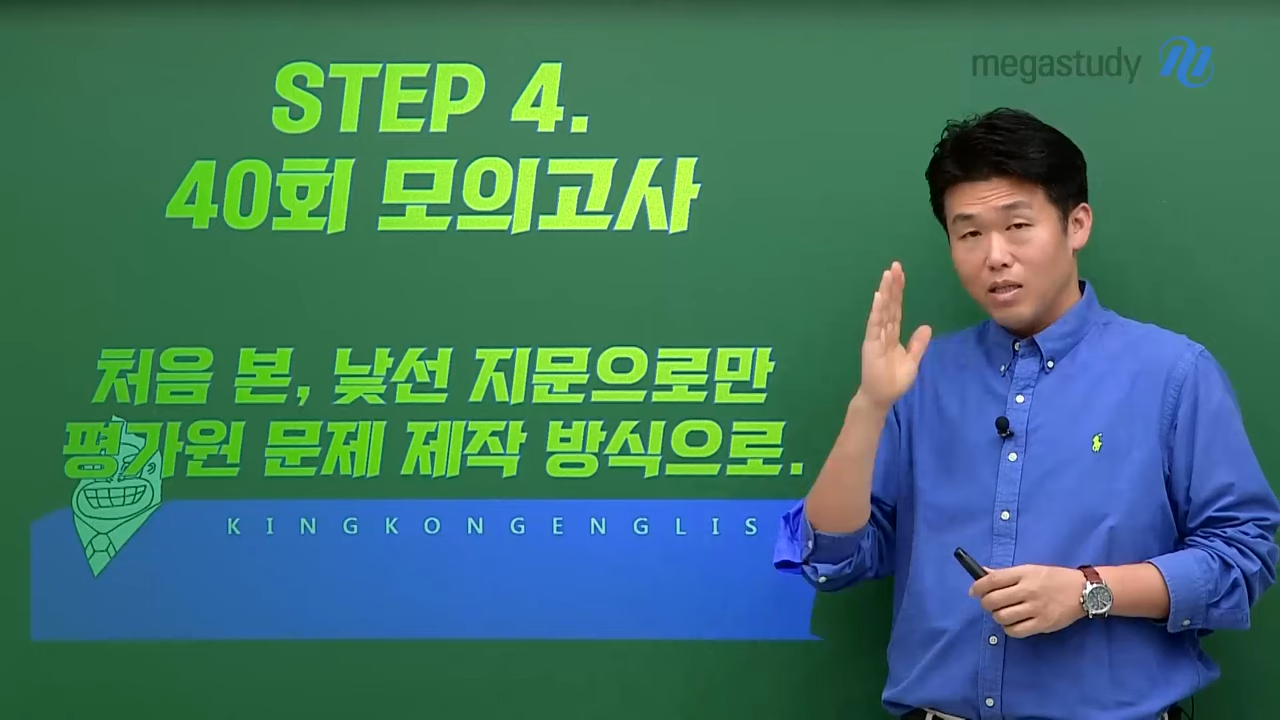 megastudy
STEP 4.
40회 모의고사
처음 본, 낯선 지문으로만
평가원 문제 제작 방식으로.
KINGKONGENGLIS